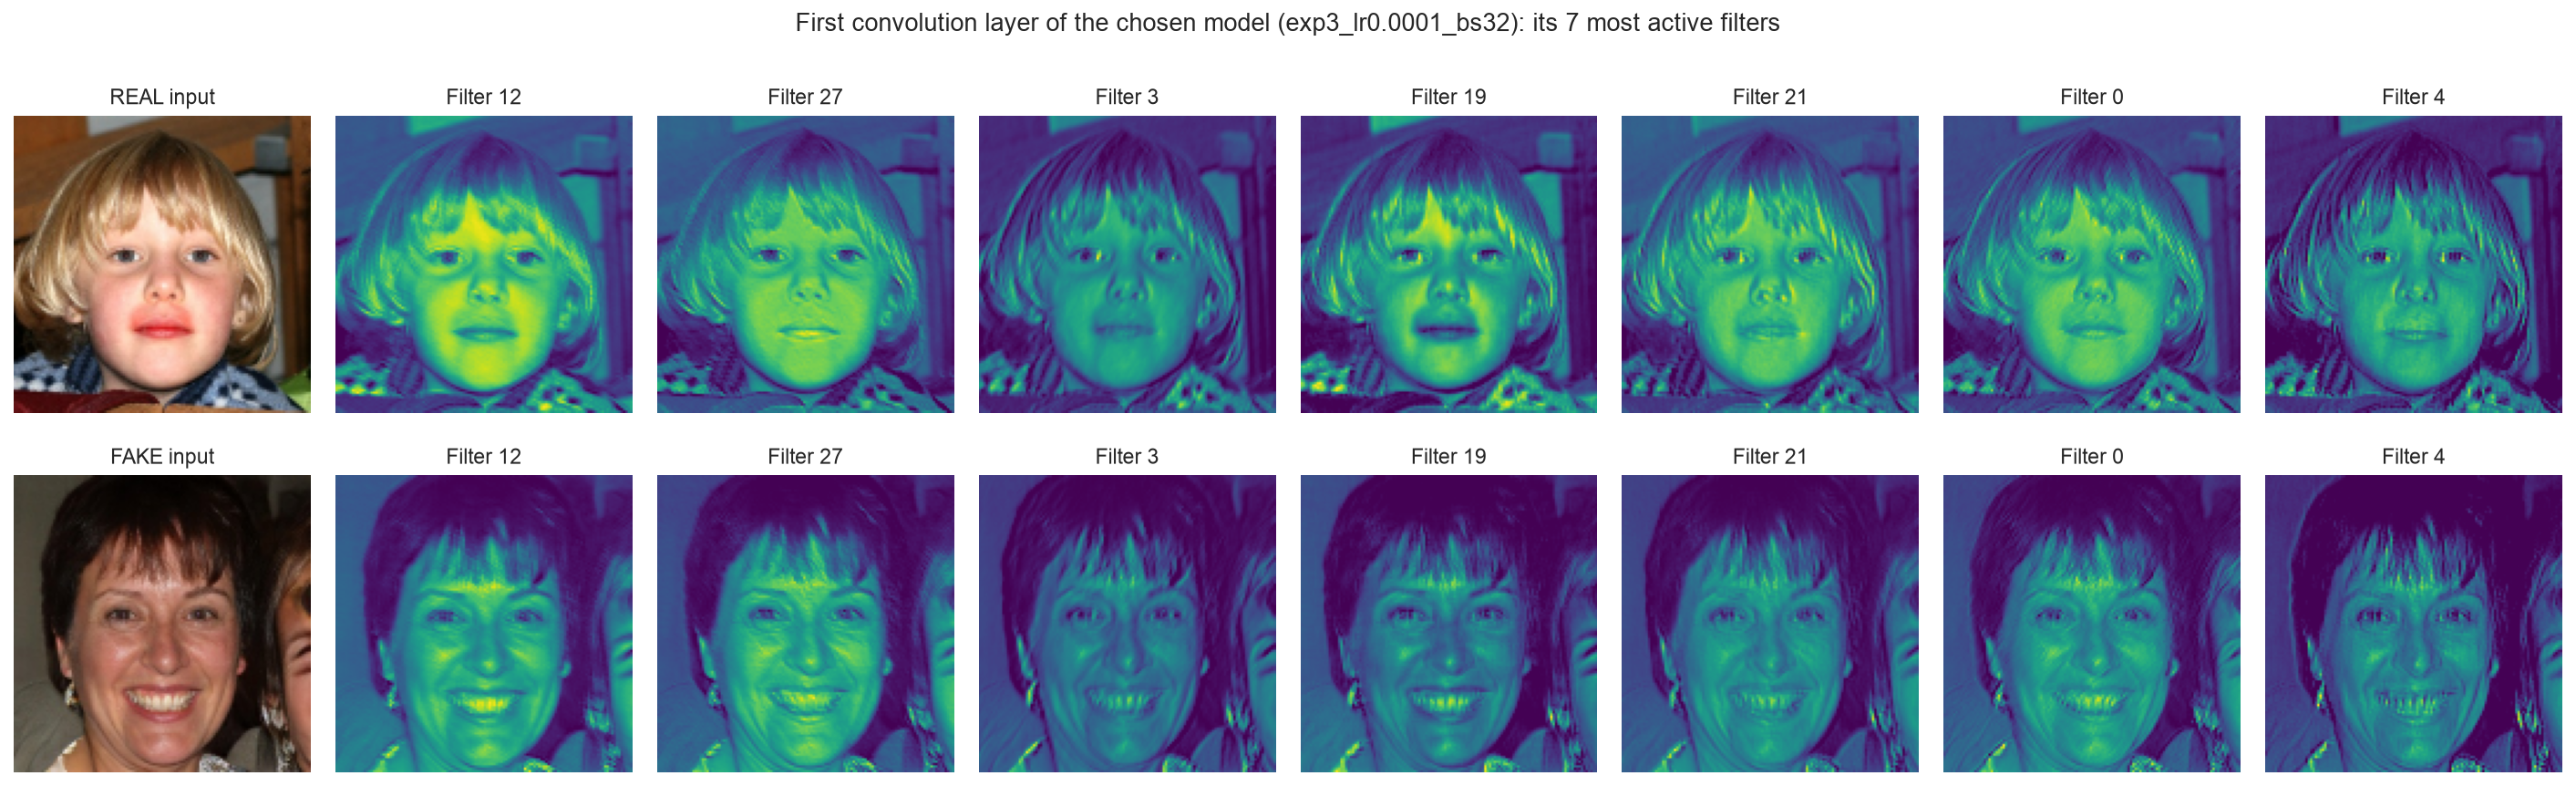 First convolution layer of the chosen model (exp3_lr0.0001_bs32): its 7 most active filters
REAL input Filter 12 Filter 27 Filter 3 Filter 19 Filter 21 Filter 0 Filter 4
FAKE input Filter 12 Filter 27 Filter 3 Filter 19 Filter 21 Filter 0 Filter 4